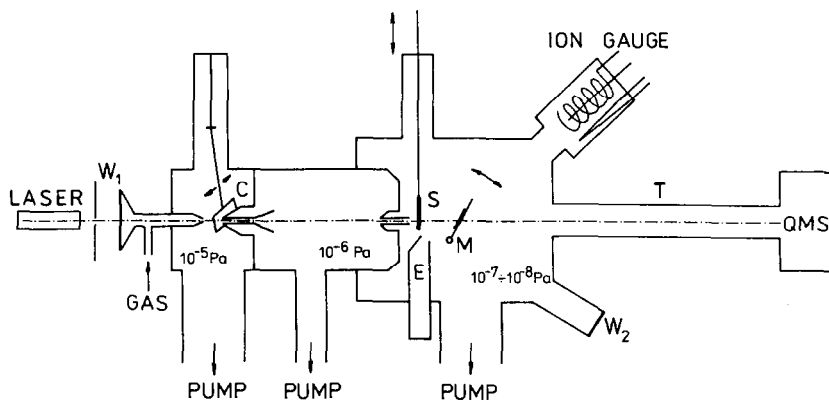 ION GAUGE
W₁
LASER
C
S
T
QMS
M
10⁻⁵Pa
10⁻⁶Pa
E
10⁻⁷÷10⁻⁸Pa
GAS
W₂
PUMP
PUMP
PUMP